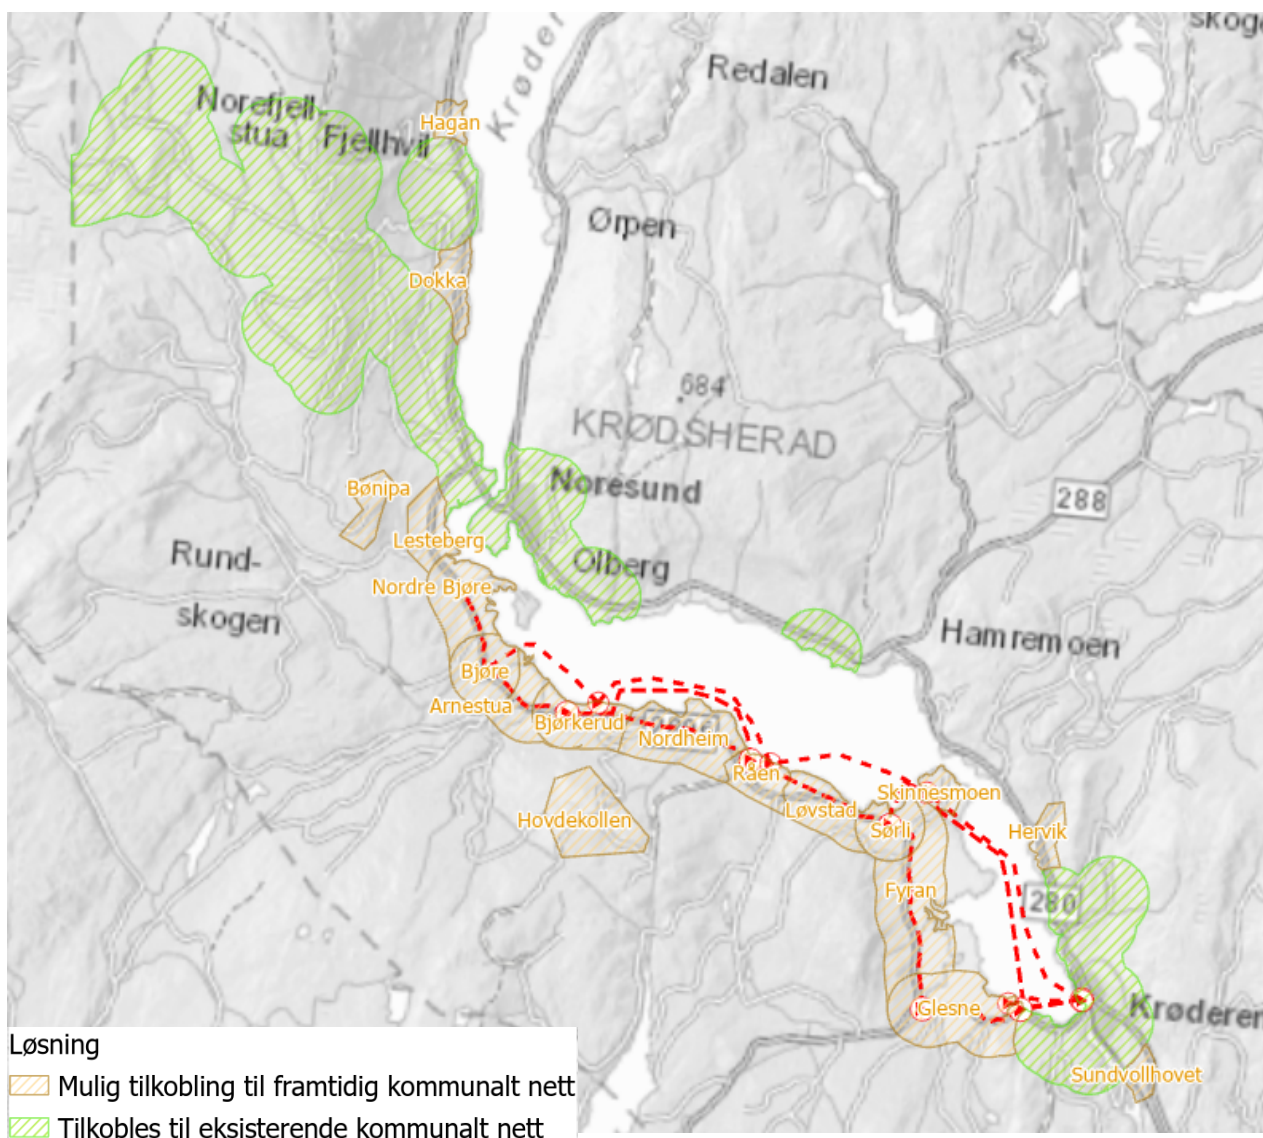 skog
Krøder
Redalen
Norefjell-
stua
Fjellhvil
Hagan
Ørpen
Dokka
684
KRØDSHERAD
Bønipa
Noresund
288
Lesteberg
Rund-
skogen
Olberg
Nordre Bjøre
Hamremoen
Bjøre
Arnestua
Bjørkerud
Nordheim
Råen
Skinnesmoen
Løvstad
Hovdekollen
Sørli
Hervik
Fyran
280
Glesne
Krøderen
Sundvollhovet
Løsning
Mulig tilkobling til framtidig kommunalt nett
Tilkobles til eksisterende kommunalt nett